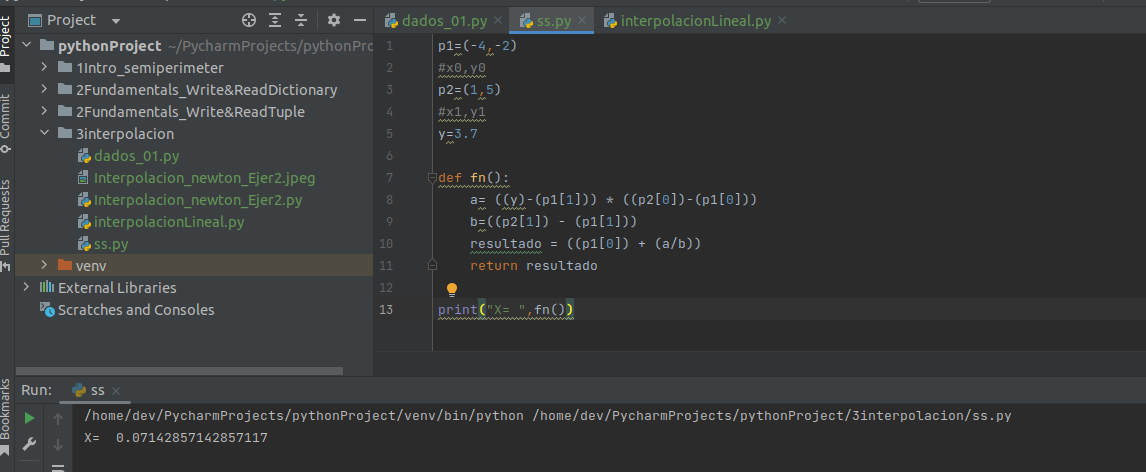 Project
dados_01.py
ss.py
interpolacionLineal.py
Project
pythonProject ~/PycharmProjects/pythonPro
1Intro_semiperimeter
2Fundamentals_Write&ReadDictionary
2Fundamentals_Write&ReadTuple
3interpolacion
dados_01.py
Interpolacion_newton_Ejer2.jpeg
Interpolacion_newton_Ejer2.py
interpolacionLineal.py
ss.py
venv
External Libraries
Scratches and Consoles
Commit
Pull Requests
Bookmarks
1 p1=(-4,-2)
2 #x0,y0
3 p2=(1,5)
4 #x1,y1
5 y=3.7
6
7 def fn():
8 a= ((y)-(p1[1])) * ((p2[0])-(p1[0]))
9 b=((p2[1]) - (p1[1]))
10 resultado = ((p1[0]) + (a/b))
11 return resultado
12
13 print("X= ",fn())
Run: ss
/home/dev/PycharmProjects/pythonProject/venv/bin/python /home/dev/PycharmProjects/pythonProject/3interpolacion/ss.py
X=  0.07142857142857117